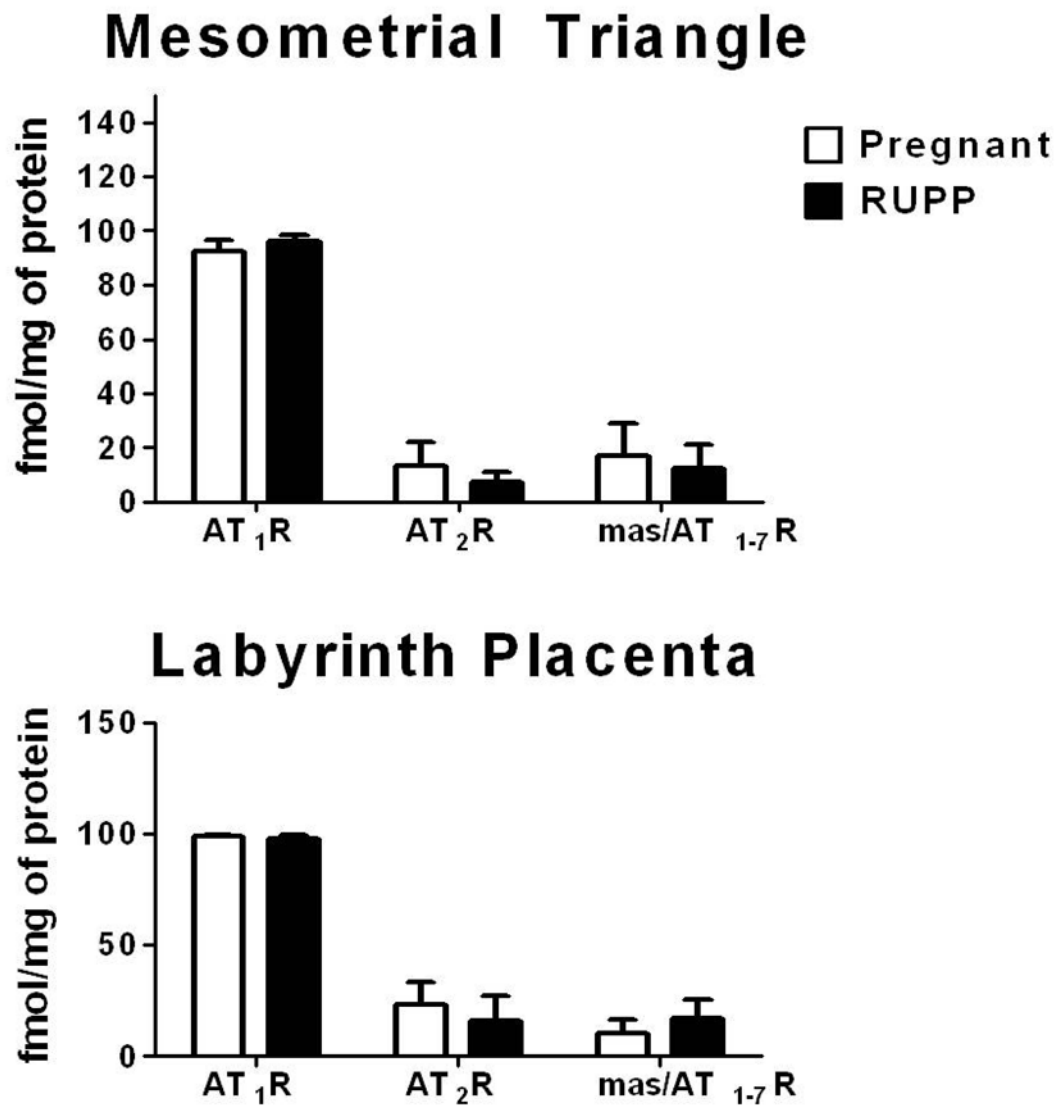 Mesometrial Triangle
fmol/mg of protein
140
120
100
80
60
40
20
0
Pregnant
RUPP
AT1R
AT2R
mas/AT1-7R
Labyrinth Placenta
fmol/mg of protein
150
100
50
0
AT1R
AT2R
mas/AT1-7R